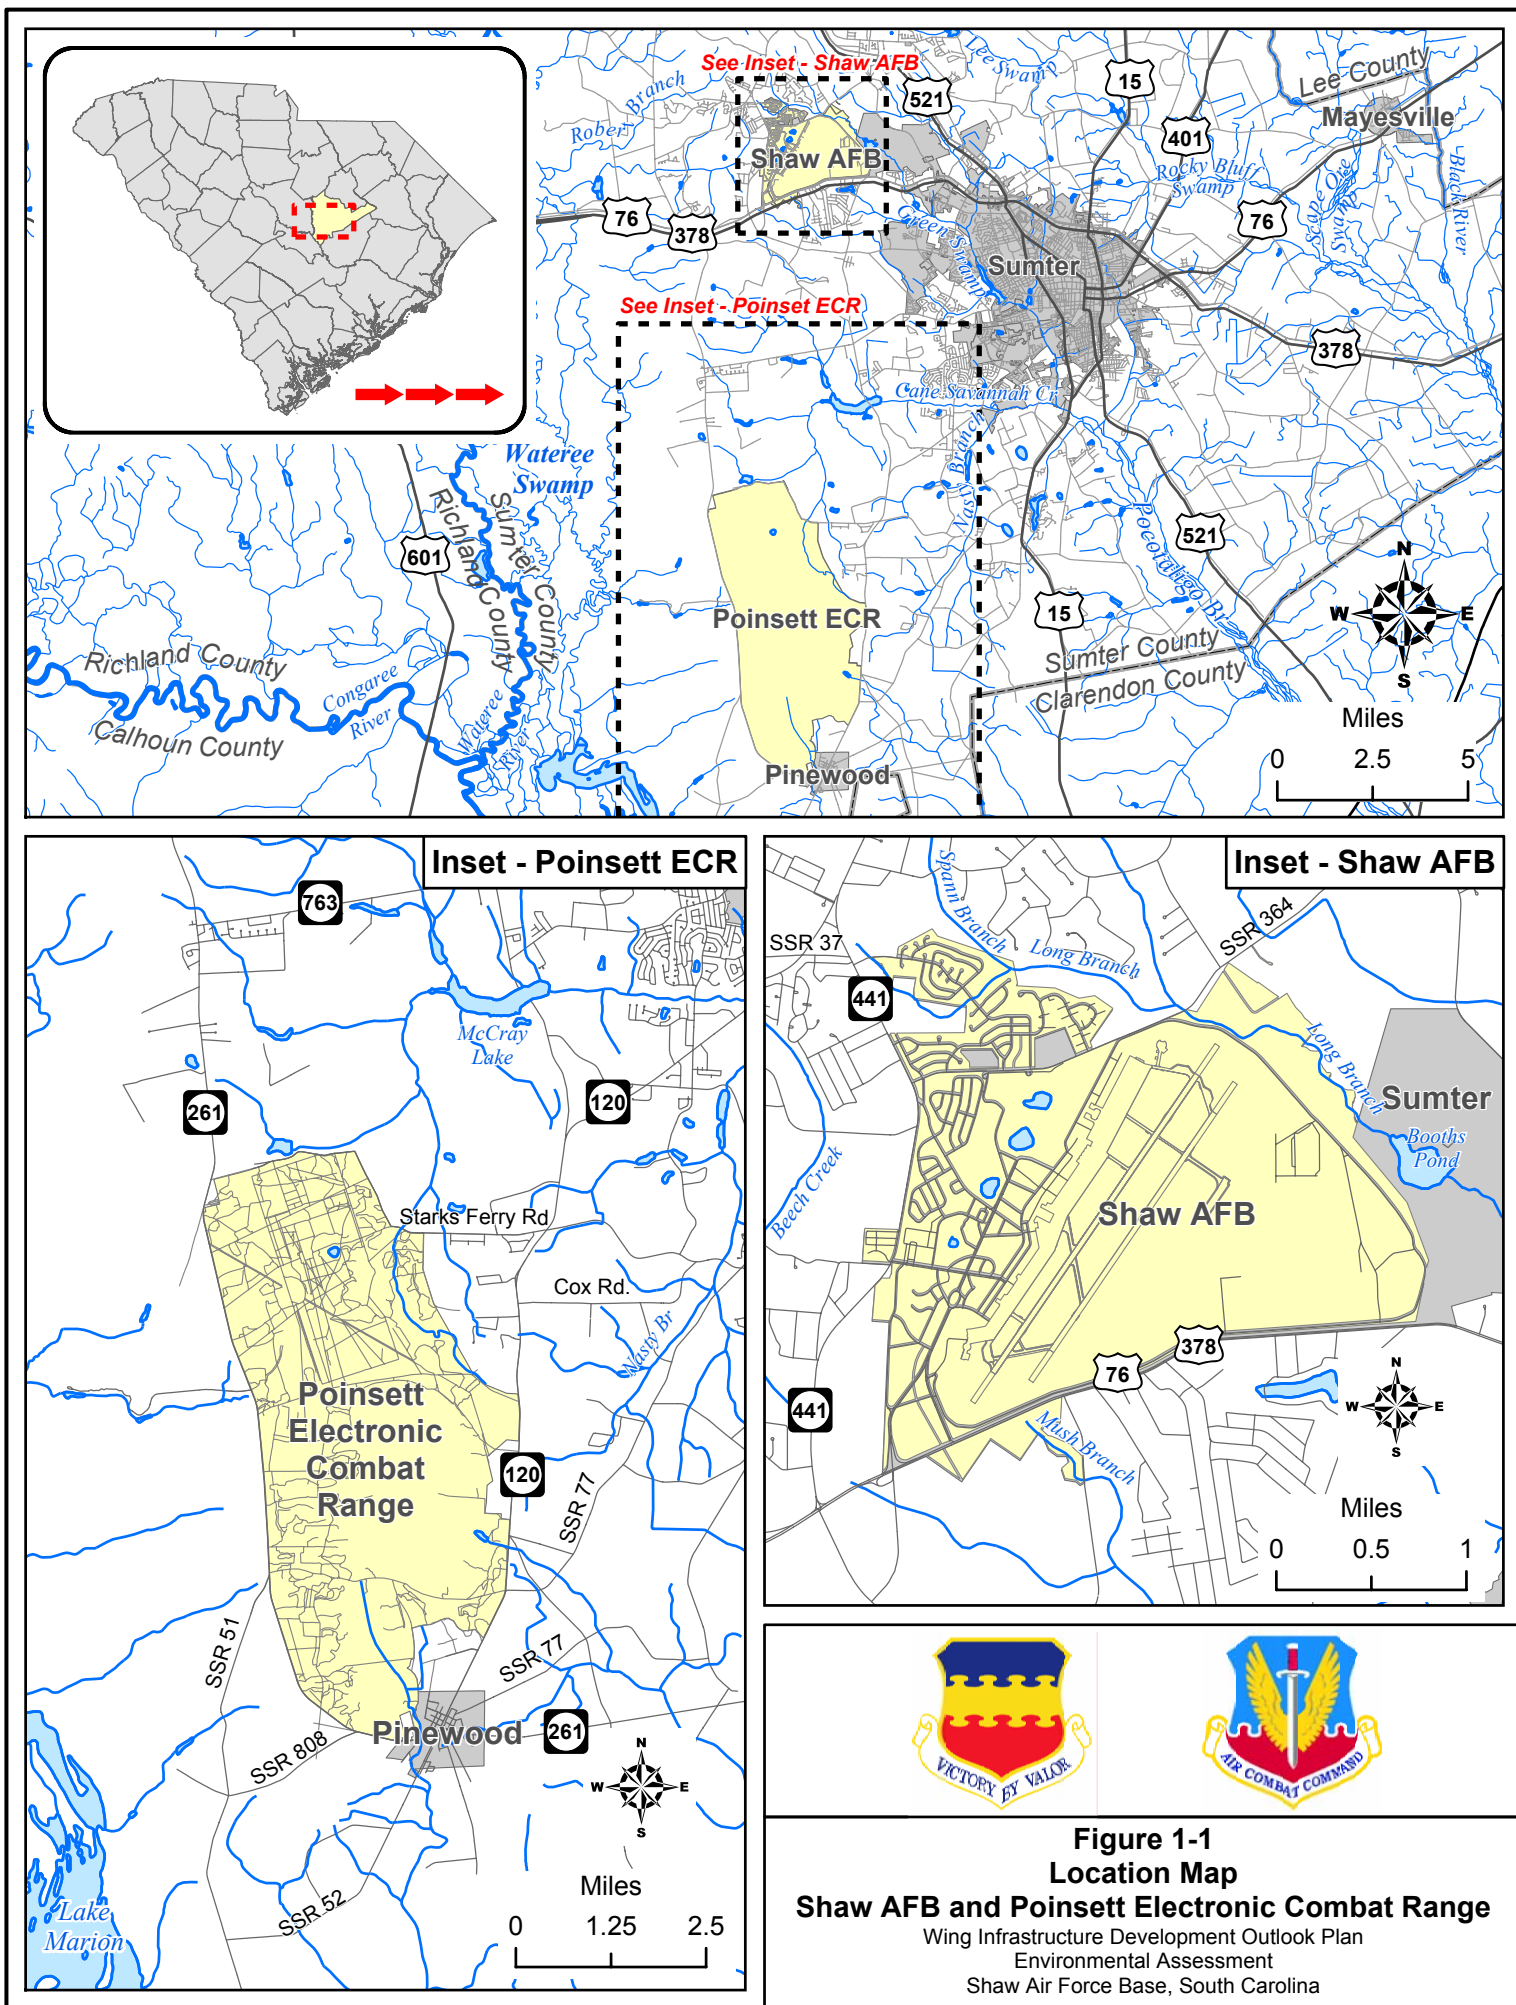 See Inset - Shaw AFB
Lee Swamp
521
15
Lee County
Mayesville
Robert Branch
Shaw AFB
401
Rocky Bluff
Swamp
Scape Ore
Swamp
Black River
76
378
Green Swamp
76
Sumter
See Inset - Poinset ECR
378
Cane Savannah Cr
Wateree
Swamp
Nasty Branch
Richland County
Sumter County
601
521
Pocotaligo Br
Poinsett ECR
15
N
W
E
S
Richland County
Congaree
River
Calhoun County
Wateree
River
Sumter County
Clarendon County
Pinewood
Miles
0 2.5 5
Inset - Poinsett ECR
763
McCray
Lake
261
120
Starks Ferry Rd
Cox Rd.
Nasty Br
Poinsett
Electronic
Combat
Range
120
SSR 77
SSR 51
SSR 77
Pinewood
261
SSR 808
N
W
E
S
SSR 52
Lake
Marion
Miles
0 1.25 2.5
Inset - Shaw AFB
Spann Branch
SSR 37
Long Branch
SSR 364
441
Long Branch
Sumter
Booths
Pond
Beech Creek
Shaw AFB
378
76
441
Mush Branch
N
W
E
S
Miles
0 0.5 1
VICTORY BY VALOR
AIR COMBAT COMMAND
Figure 1-1
Location Map
Shaw AFB and Poinsett Electronic Combat Range
Wing Infrastructure Development Outlook Plan
Environmental Assessment
Shaw Air Force Base, South Carolina